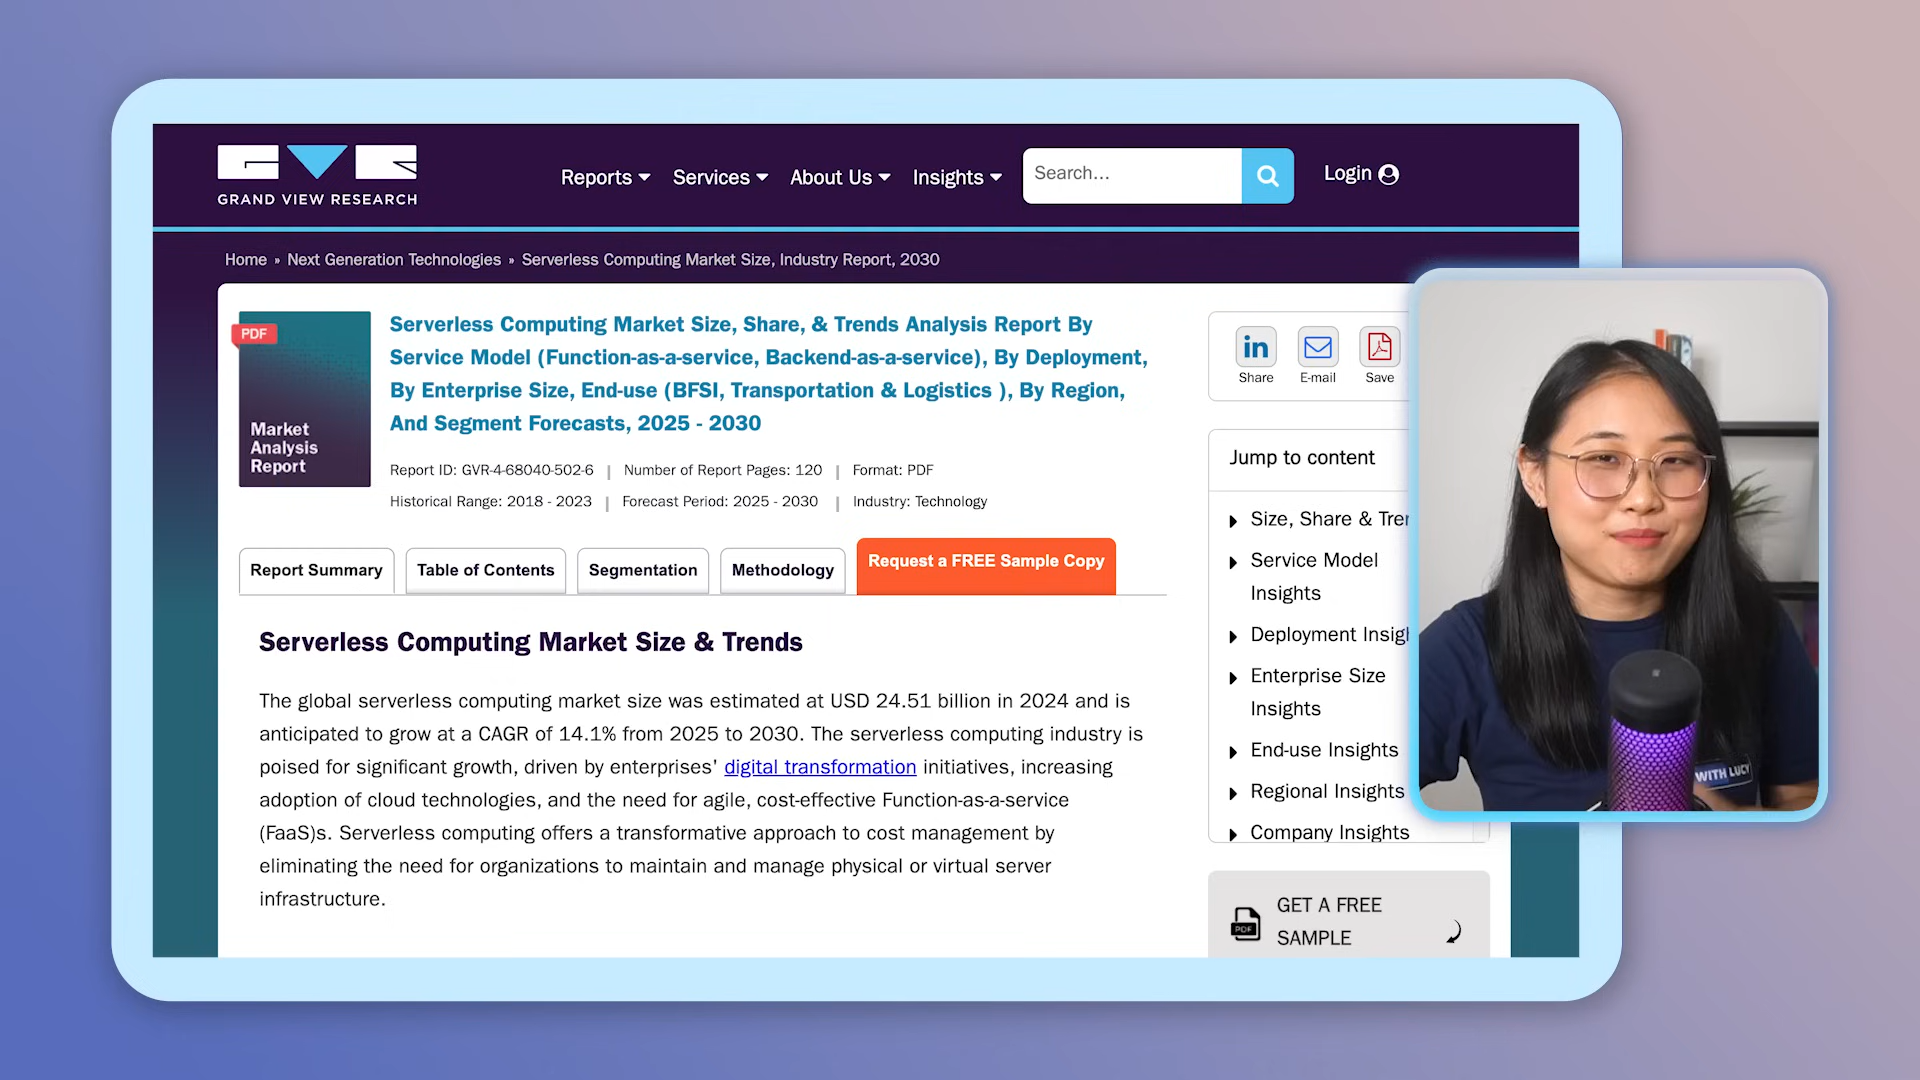 GRAND VIEW RESEARCH
Reports
Services
About Us
Insights
Search...
Login
Home » Next Generation Technologies » Serverless Computing Market Size, Industry Report, 2030
PDF
Market
Analysis
Report
Serverless Computing Market Size, Share, & Trends Analysis Report By
Service Model (Function-as-a-service, Backend-as-a-service), By Deployment,
By Enterprise Size, End-use (BFSI, Transportation & Logistics ), By Region,
And Segment Forecasts, 2025 - 2030
Report ID: GVR-4-68040-502-6 | Number of Report Pages: 120 | Format: PDF
Historical Range: 2018 - 2023 | Forecast Period: 2025 - 2030 | Industry: Technology
Report Summary
Table of Contents
Segmentation
Methodology
Request a FREE Sample Copy
Serverless Computing Market Size & Trends
The global serverless computing market size was estimated at USD 24.51 billion in 2024 and is
anticipated to grow at a CAGR of 14.1% from 2025 to 2030. The serverless computing industry is
poised for significant growth, driven by enterprises' digital transformation initiatives, increasing
adoption of cloud technologies, and the need for agile, cost-effective Function-as-a-service
(FaaS)s. Serverless computing offers a transformative approach to cost management by
eliminating the need for organizations to maintain and manage physical or virtual server
infrastructure.
in
Share
E-mail
Save
Jump to content
Size, Share &
Service Model
Insights
Deployment
Enterprise Size
Insights
End-use Insights
Regional Insights
Company Insights
PDF
GET A FREE
SAMPLE
WITH LUCY